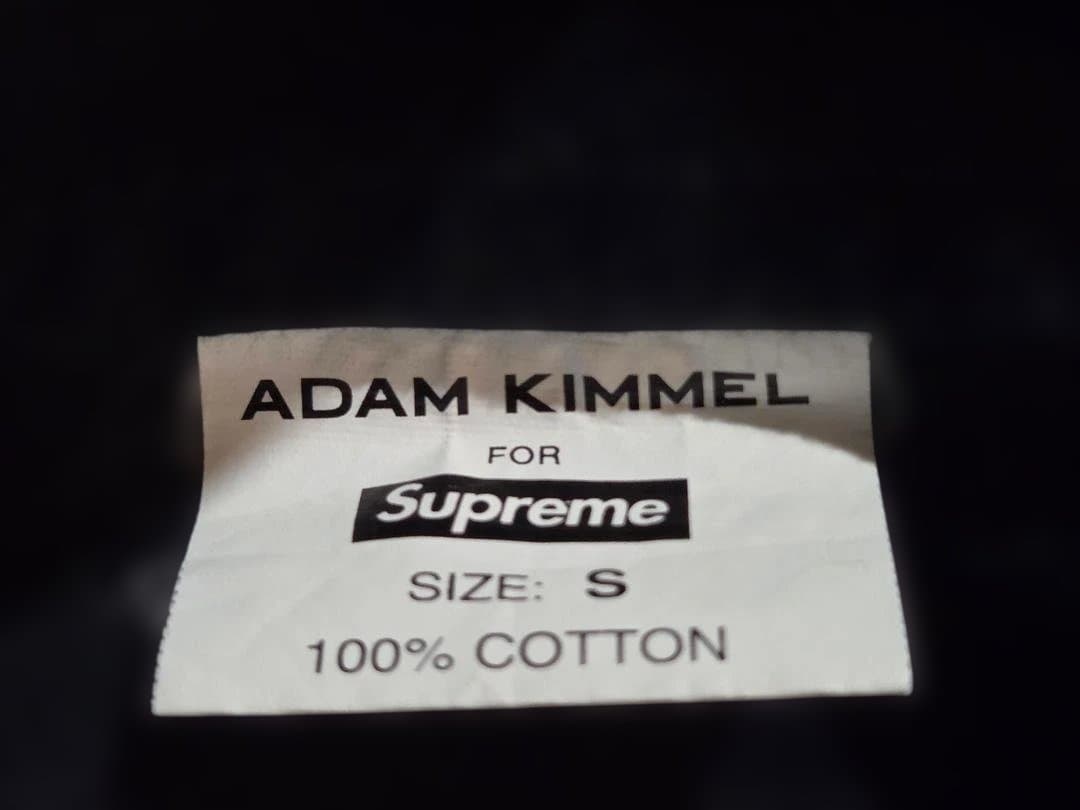 ADAM KIMMEL
FOR
Supreme
SIZE: S
100% COTTON